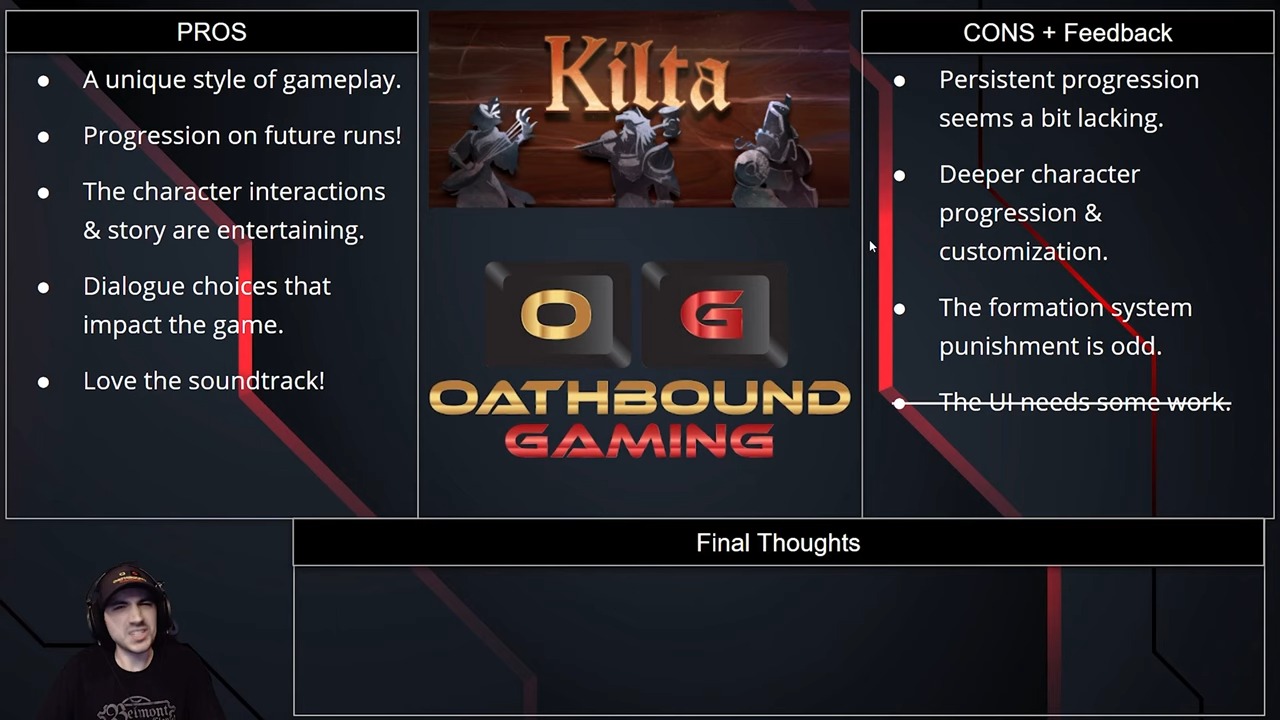 PROS
● A unique style of gameplay.
● Progression on future runs!
● The character interactions
& story are entertaining.
● Dialogue choices that
impact the game.
● Love the soundtrack!
Kilta
O G
OATHBOUND
GAMING
CONS + Feedback
● Persistent progression
seems a bit lacking.
● Deeper character
progression &
customization.
● The formation system
punishment is odd.
● The UI needs some work.
Final Thoughts
Belmont